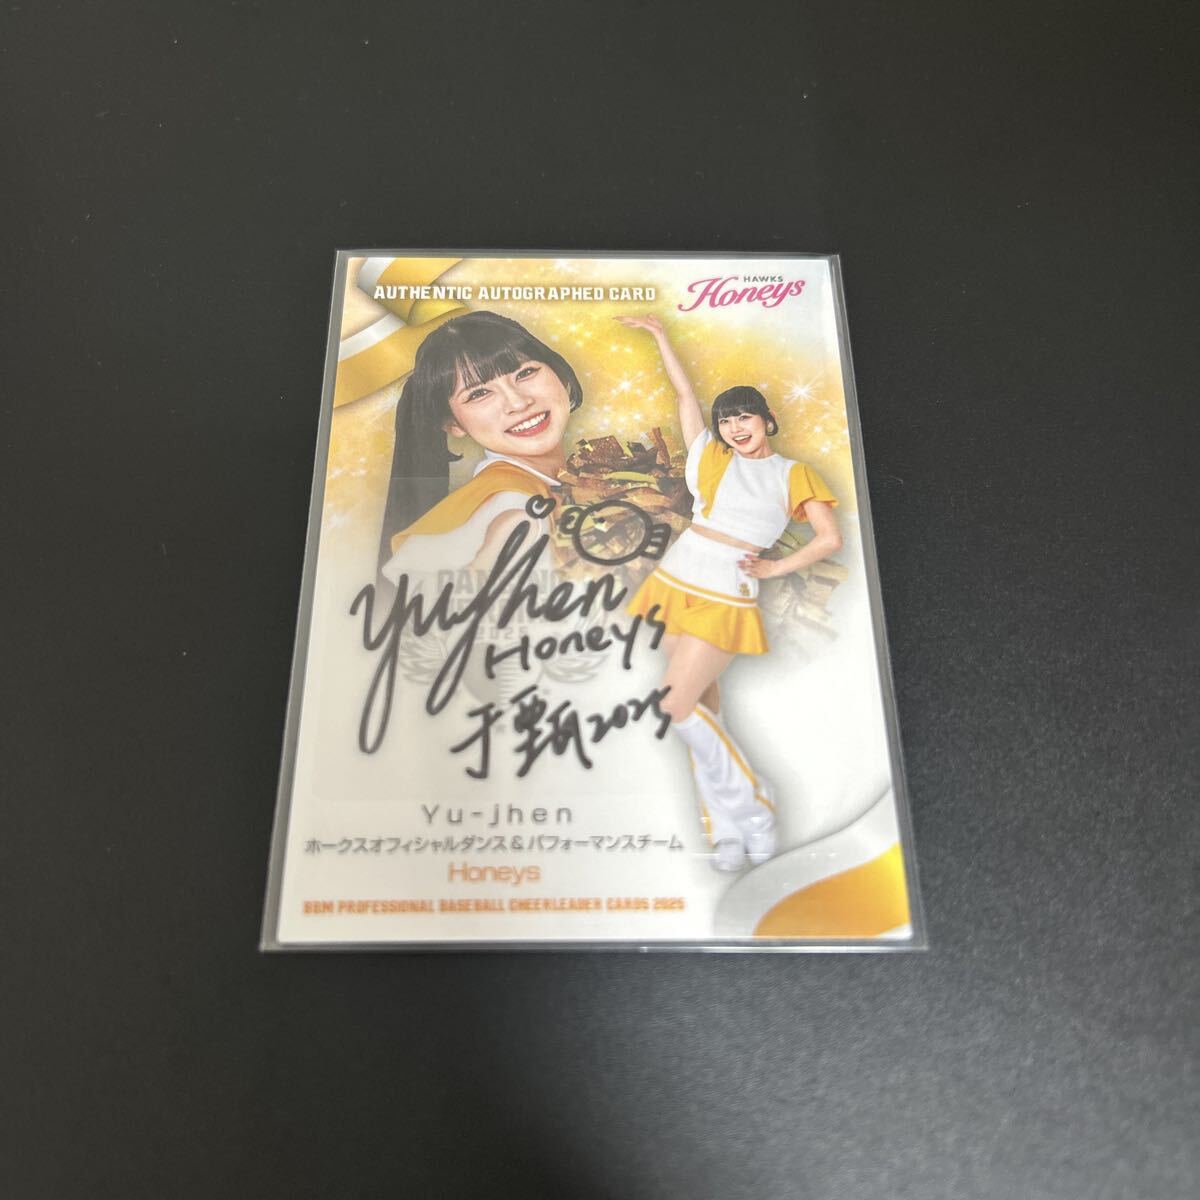 AUTHENTIC AUTOGRAPHED CARD
HAWKS
Honeys
Yujhen
Honeys
于甄 2025
Yu-jhen
ホークスオフィシャルダンス&パフォーマンスチーム
Honeys
BBM PROFESSIONAL BASEBALL CHEERLEADER CARDS 2025